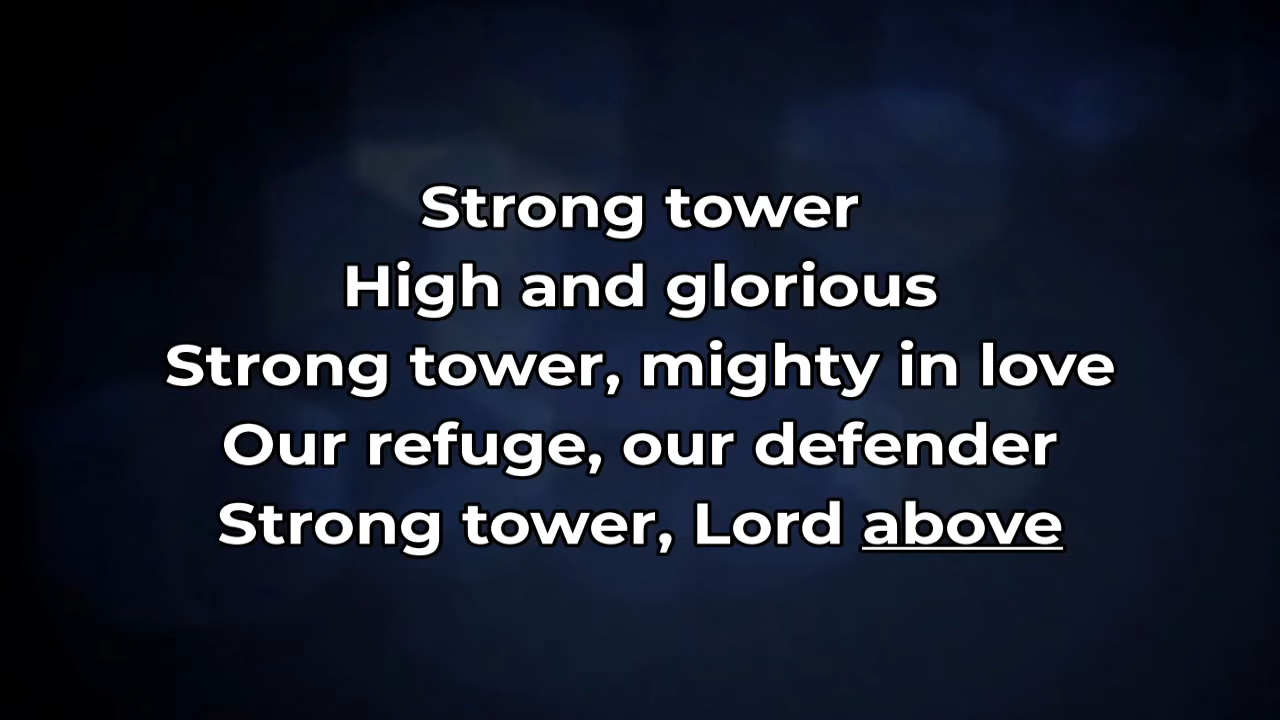 Strong tower
High and glorious
Strong tower, mighty in love
Our refuge, our defender
Strong tower, Lord above